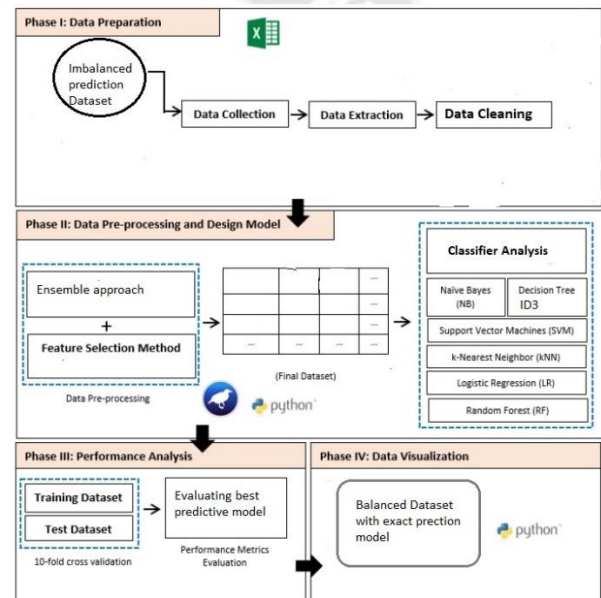 Phase I: Data Preparation
Imbalanced
prediction
Dataset
Data Collection
Data Extraction
Data Cleaning
Phase II: Data Pre-processing and Design Model
Ensemble approach
+
Feature Selection Method
Data Pre-processing
...
...
...
... ... ... ...
(Final Dataset)
python
Classifier Analysis
Naïve Bayes
(NB)
Decision Tree
ID3
Support Vector Machines (SVM)
k-Nearest Neighbor (kNN)
Logistic Regression (LR)
Random Forest (RF)
Phase III: Performance Analysis
Training Dataset
Test Dataset
10-fold cross validation
Evaluating best
predictive model
Performance Metrics
Evaluation
Phase IV: Data Visualization
Balanced Dataset
with exact prection
model
python